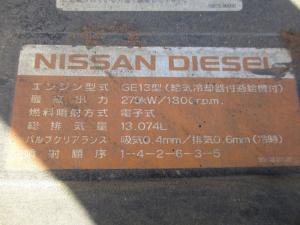 NISSAN DIESEL
エンジン型式 GE13型(給気冷却器付過給機付)
最高出力 279kW/1800r.p.m.
燃料噴射方式 電子式
総排気量 13.074L
バルブクリアランス 吸気0.4mm/排気0.6mm(冷時)
噴射順序 1-4-2-6-3-5